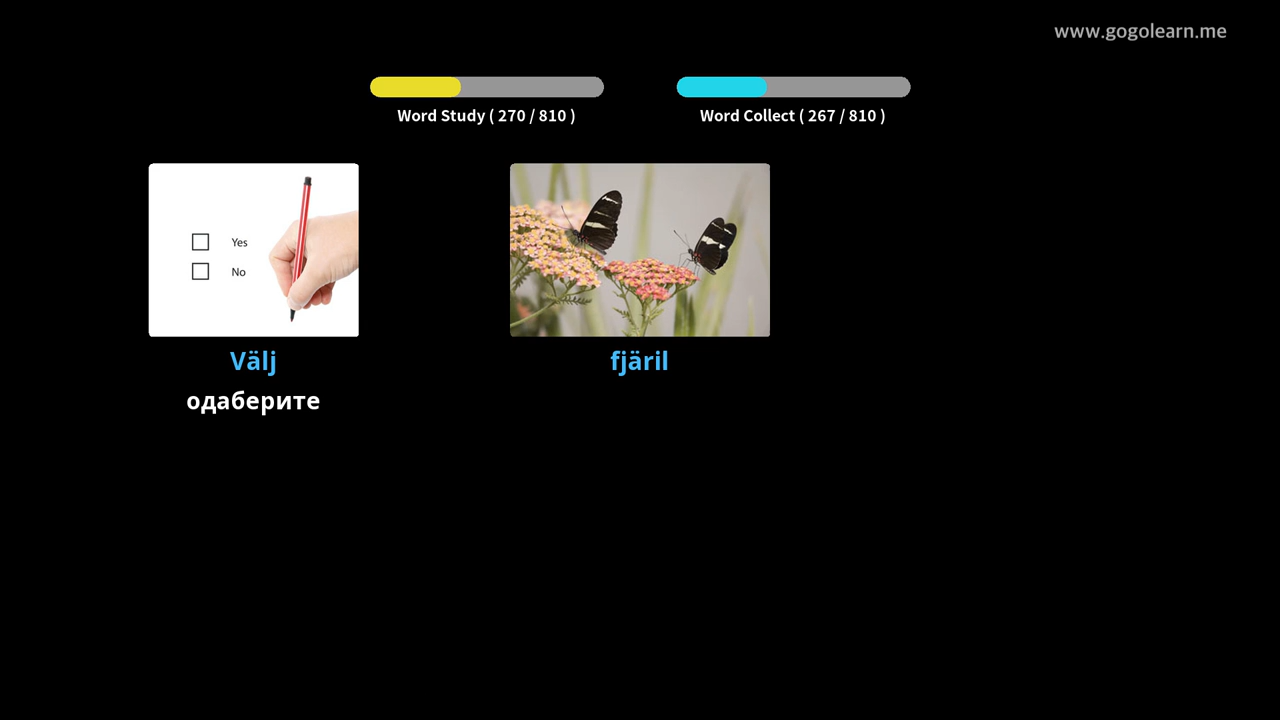 www.gogolearn.me
Word Study ( 270 / 810 )
Word Collect ( 267 / 810 )
Yes
No
Välj
fjäril
одаберите